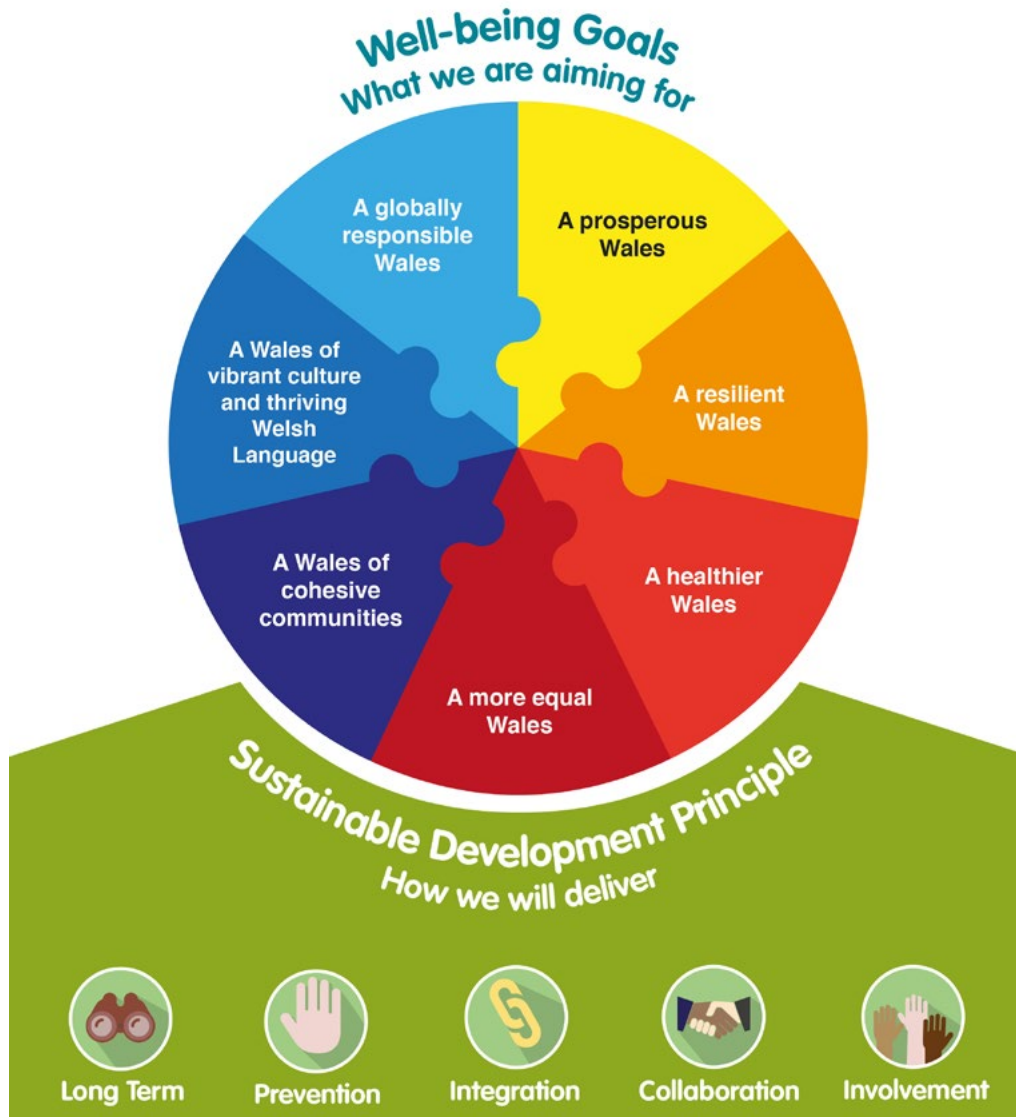 Well-being Goals
What we are aiming for
A globally
responsible
Wales
A prosperous
Wales
A Wales of
vibrant culture
and thriving
Welsh
Language
A resilient
Wales
A Wales of
cohesive
communities
A healthier
Wales
A more equal
Wales
Sustainable Development Principle
How we will deliver
Long Term
Prevention
Integration
Collaboration
Involvement